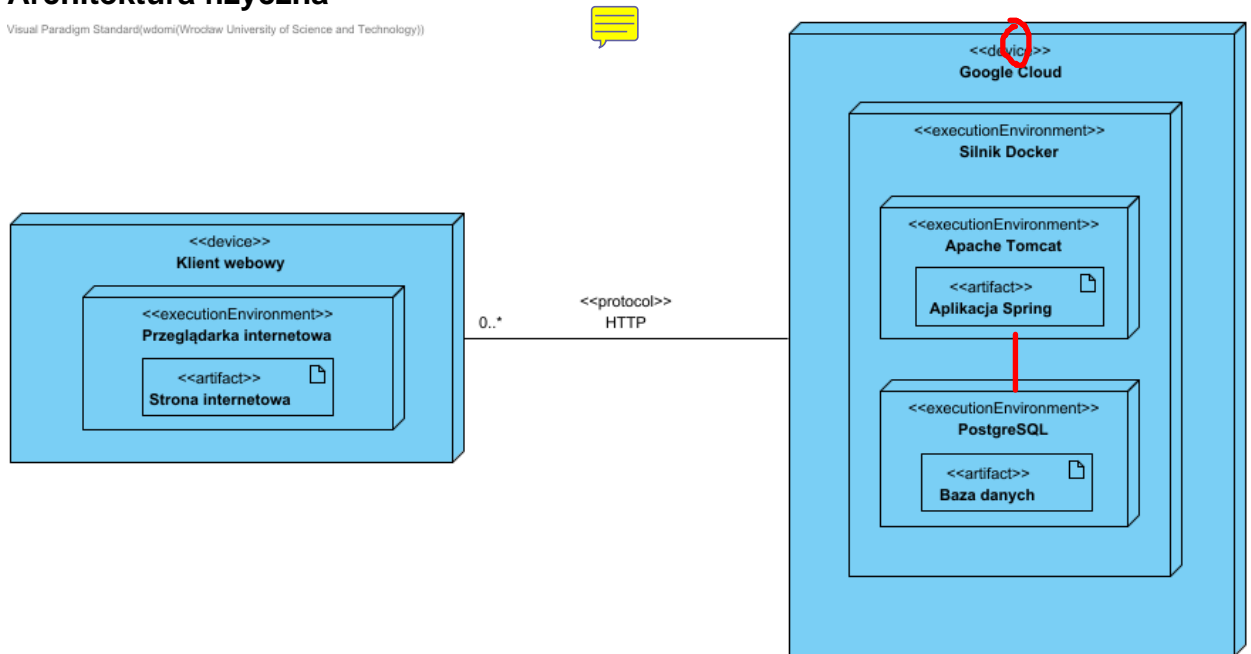 Architektura fizyczna
Visual Paradigm Standard(wdomi(Wrocław University of Science and Technology))
<<device>>
Google Cloud
<<executionEnvironment>>
Silnik Docker
<<executionEnvironment>>
Apache Tomcat
<<artifact>>
Aplikacja Spring
<<device>>
Klient webowy
<<executionEnvironment>>
Przeglądarka internetowa
<<artifact>>
Strona internetowa
0..*
<<protocol>>
HTTP
<<executionEnvironment>>
PostgreSQL
<<artifact>>
Baza danych